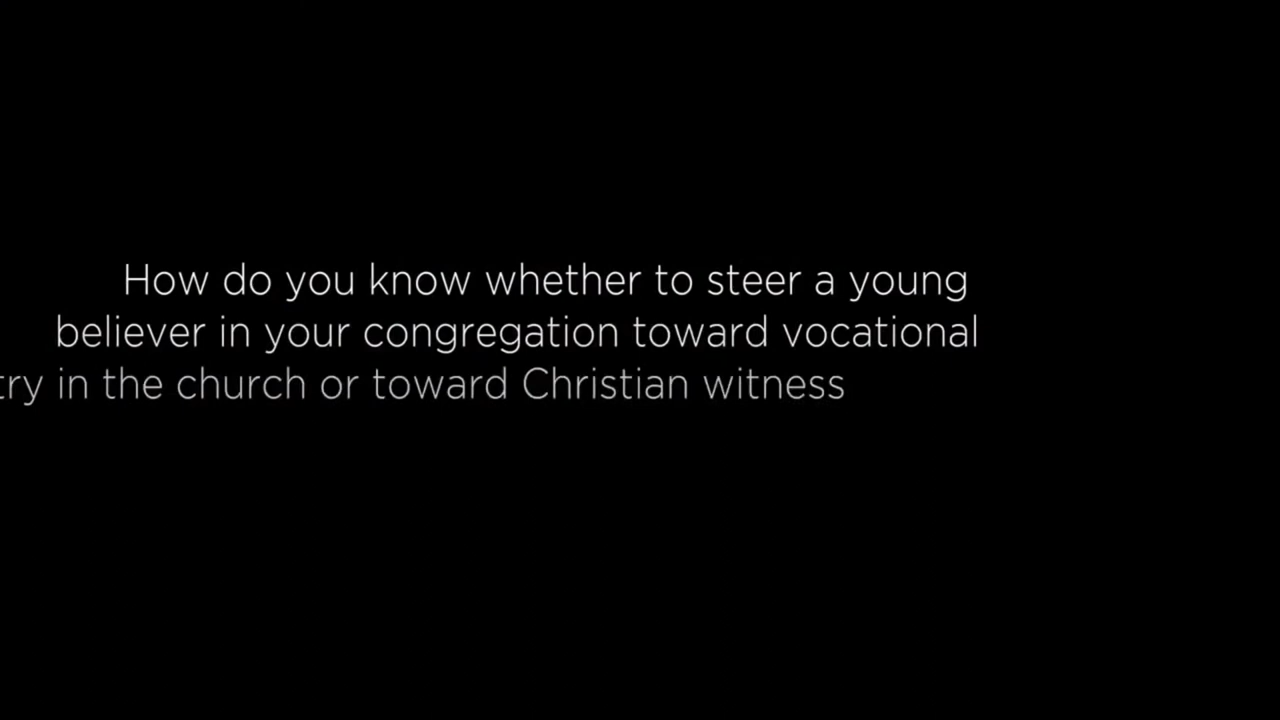 How do you know whether to steer a young
believer in your congregation toward vocational
try in the church or toward Christian witness